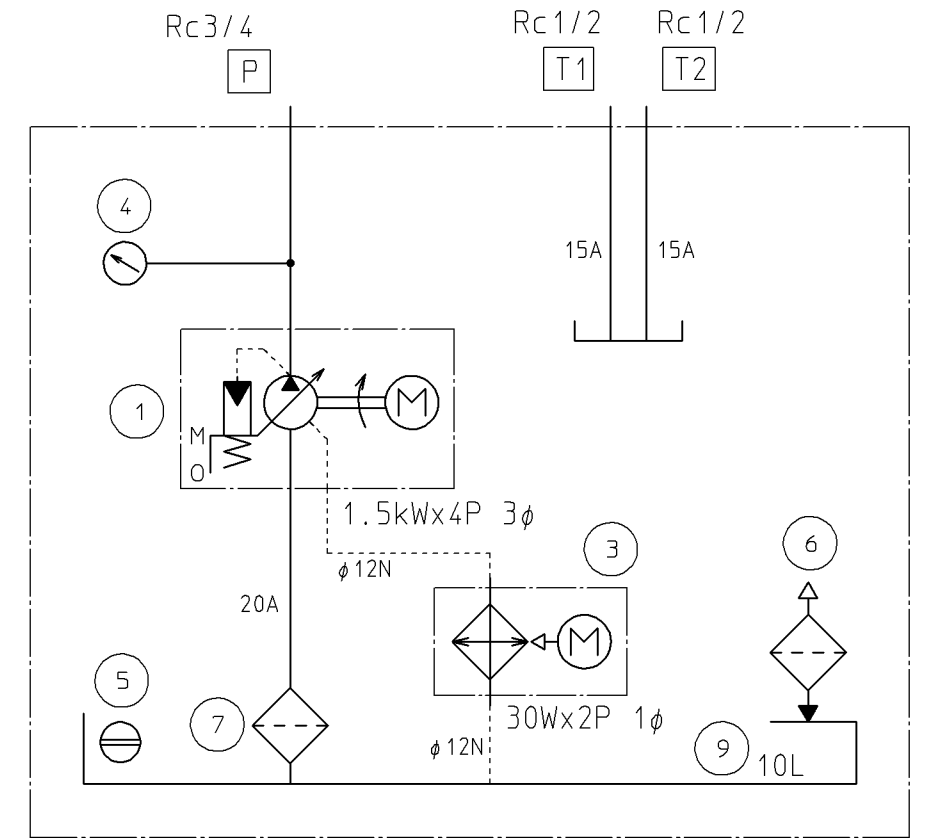 Rc3/4 Rc1/2 Rc1/2
P T1 T2
4
15A 15A
1
M
M
O
1.5kWx4P 3ϕ
3
6
ϕ12N
20A
M
5
7
30Wx2P 1ϕ
ϕ12N
9
10L